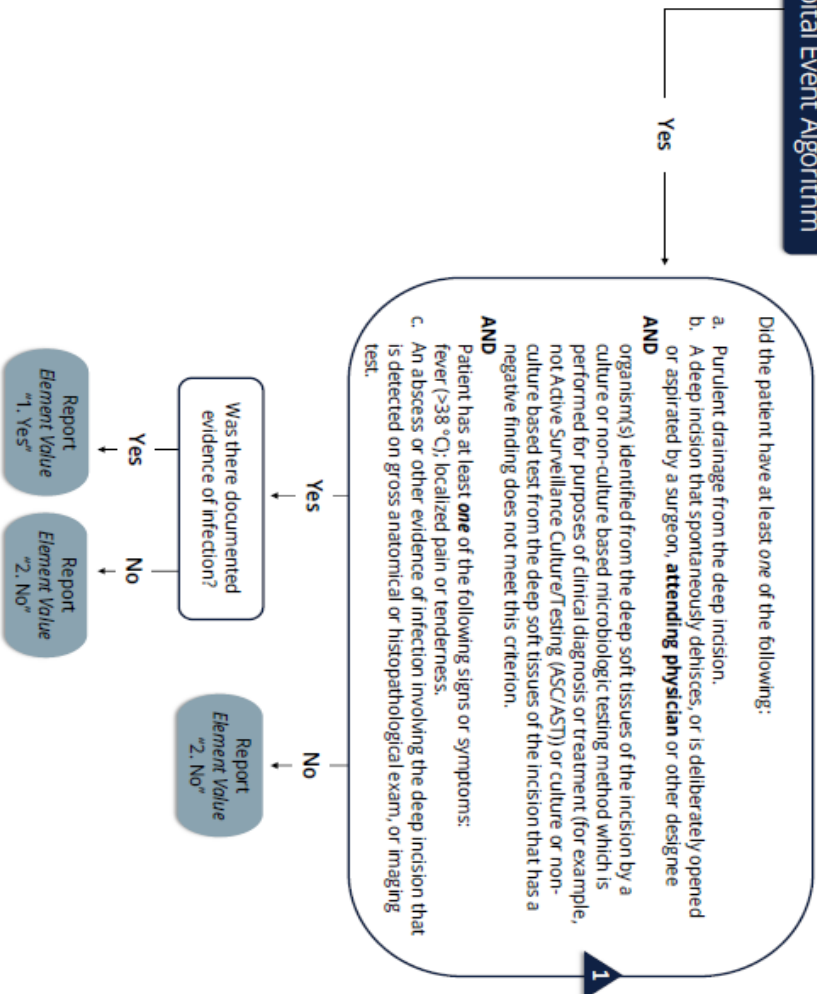 pital Event Algorithm
Yes
Did the patient have at least one of the following:
a. Purulent drainage from the deep incision.
b. A deep incision that spontaneously dehisces, or is deliberately opened
or aspirated by a surgeon, attending physician or other designee
AND
organism(s) identified from the deep soft tissues of the incision by a
culture or non-culture based microbiologic testing method which is
performed for purposes of clinical diagnosis or treatment (for example,
not Active Surveillance Culture/Testing (ASC/AST)) or culture or non-
culture based test from the deep soft tissues of the incision that has a
negative finding does not meet this criterion.
AND
Patient has at least one of the following signs or symptoms:
fever (>38 °C); localized pain or tenderness.
c. An abscess or other evidence of infection involving the deep incision that
is detected on gross anatomical or histopathological exam, or imaging
test.
1
Yes
No
Was there documented
evidence of infection?
Yes
No
Report
Element Value
"1. Yes"
Report
Element Value
"2. No"
Report
Element Value
"2. No"